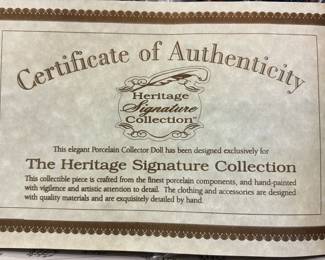 Certificate of Authenticity
Heritage
Signature
Collection™
This elegant Porcelain Collector Doll has been designed exclusively for
The Heritage Signature Collection
This collectible piece is crafted from the finest porcelain components, and hand-painted
with vigilence and artistic attention to detail. The clothing and accessories are designed
with quality materials and are exquisitely detailed by hand.